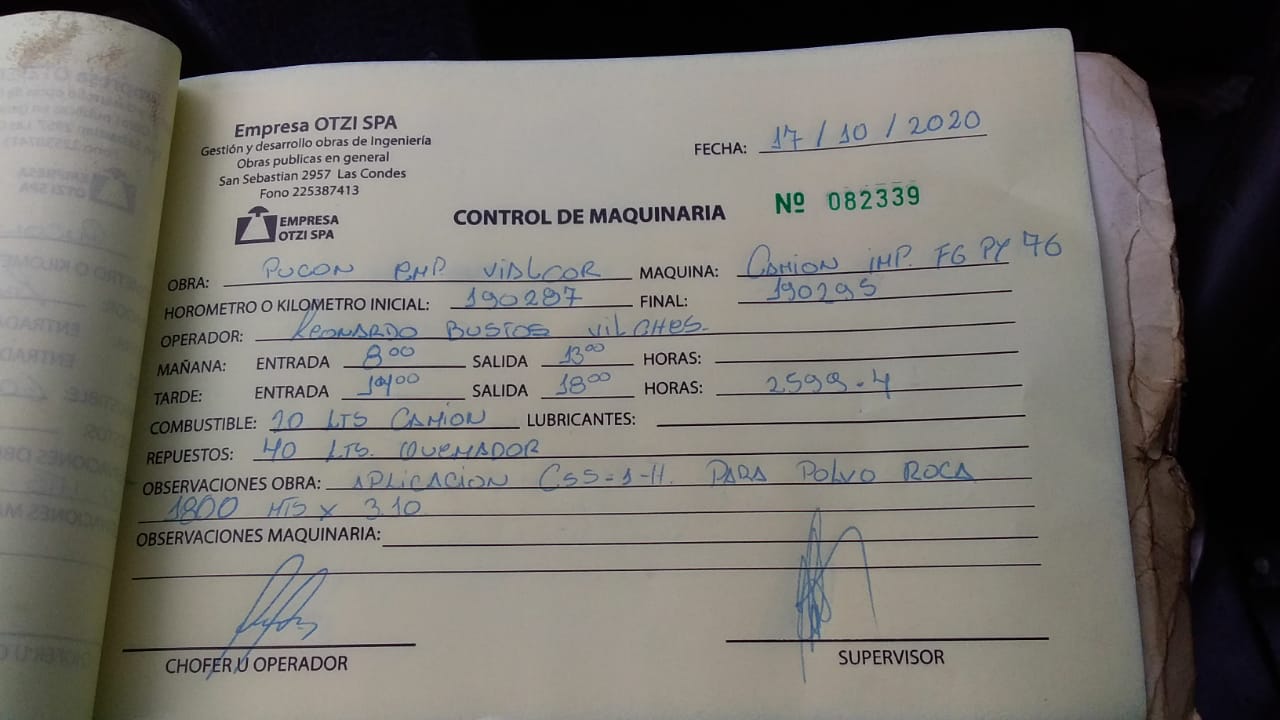 Empresa OTZI SPA
Gestión y desarrollo obras de Ingeniería
Obras publicas en general
San Sebastian 2957 Las Condes
Fono 225387413
EMPRESA
OTZI SPA
FECHA: 17/10/2020
CONTROL DE MAQUINARIA Nº 082339
OBRA: PUCON EMP VIALCOR MAQUINA: CAMION IMP. FG PY 76
HOROMETRO O KILOMETRO INICIAL: 190287 FINAL: 190295
OPERADOR: LEONARDO BUSTOS VILCHES.
MAÑANA: ENTRADA 8:00 SALIDA 13:00 HORAS:
TARDE: ENTRADA 14:00 SALIDA 18:00 HORAS: 2599.4
COMBUSTIBLE: LTS CAMION LUBRICANTES:
REPUESTOS: 40 LTS. QUEMADOR
OBSERVACIONES OBRA: APLICACION CSS=1-H. PARA POLVO ROCA
1800 MTS x 3.10
OBSERVACIONES MAQUINARIA:
CHOFER U OPERADOR
SUPERVISOR